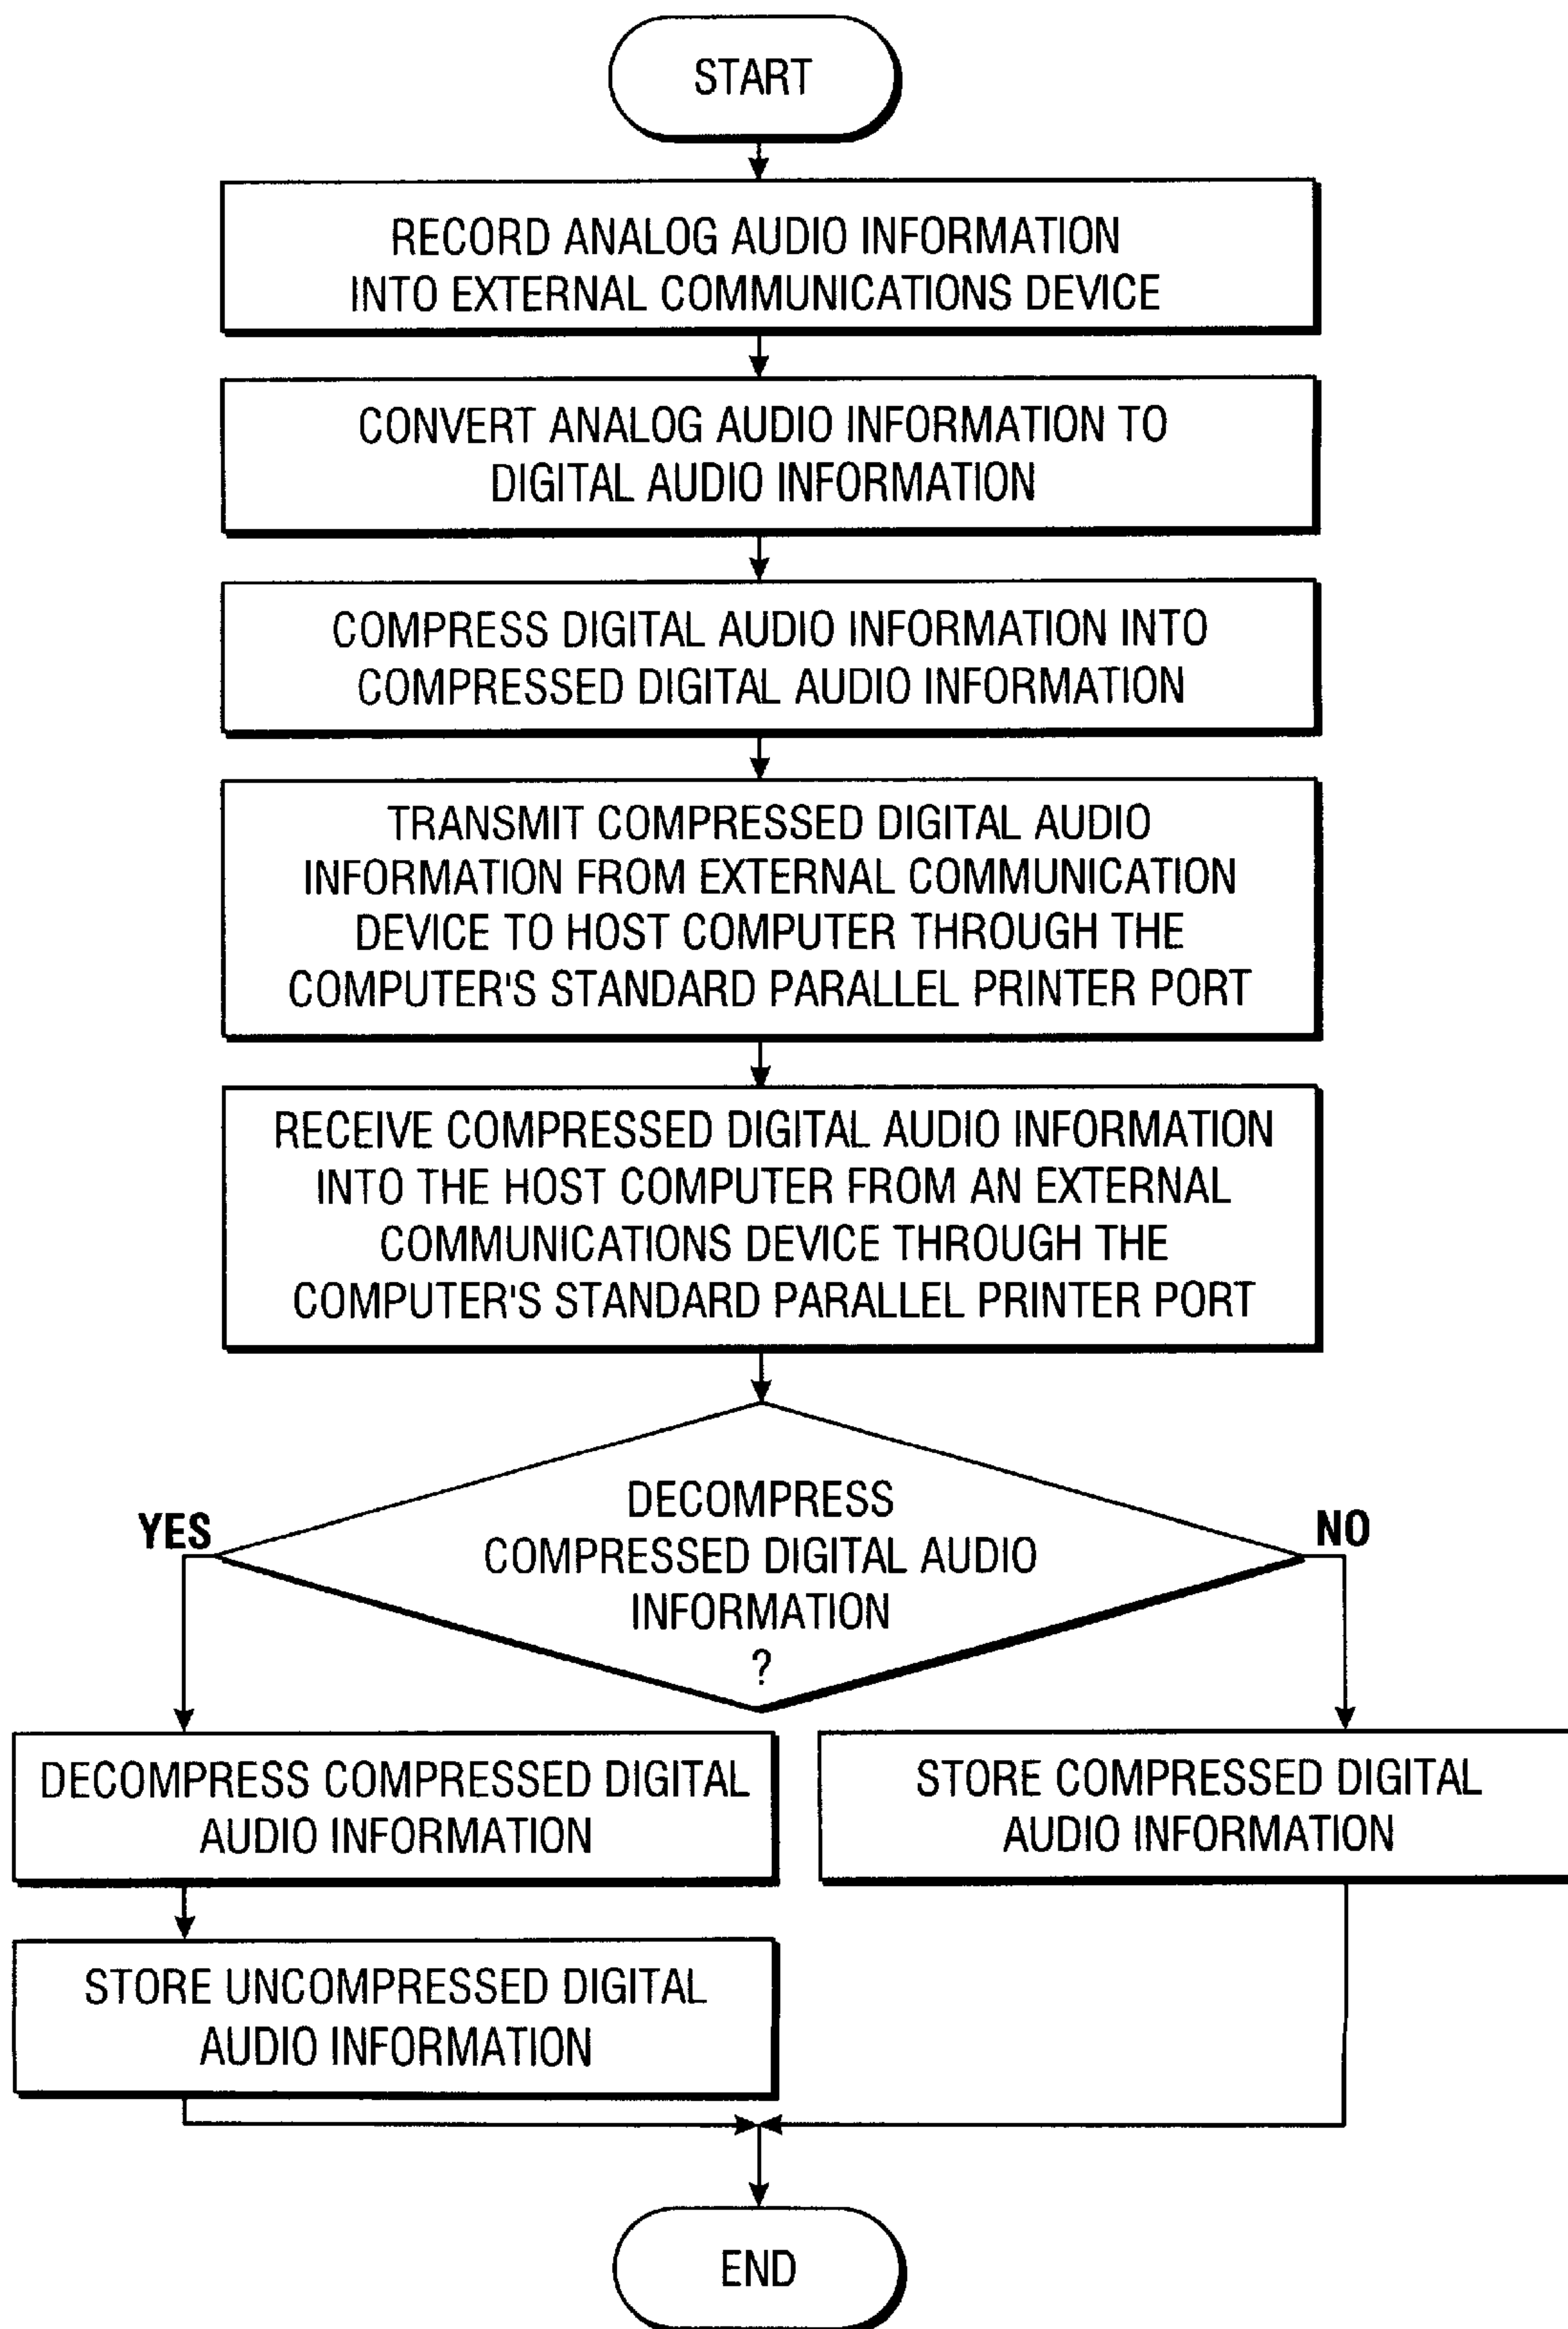 START
RECORD ANALOG AUDIO INFORMATION
INTO EXTERNAL COMMUNICATIONS DEVICE
CONVERT ANALOG AUDIO INFORMATION TO
DIGITAL AUDIO INFORMATION
COMPRESS DIGITAL AUDIO INFORMATION INTO
COMPRESSED DIGITAL AUDIO INFORMATION
TRANSMIT COMPRESSED DIGITAL AUDIO
INFORMATION FROM EXTERNAL COMMUNICATION
DEVICE TO HOST COMPUTER THROUGH THE
COMPUTER'S STANDARD PARALLEL PRINTER PORT
RECEIVE COMPRESSED DIGITAL AUDIO INFORMATION
INTO THE HOST COMPUTER FROM AN EXTERNAL
COMMUNICATIONS DEVICE THROUGH THE
COMPUTER'S STANDARD PARALLEL PRINTER PORT
DECOMPRESS
COMPRESSED DIGITAL AUDIO
INFORMATION
?
YES
NO
DECOMPRESS COMPRESSED DIGITAL
AUDIO INFORMATION
STORE COMPRESSED DIGITAL
AUDIO INFORMATION
STORE UNCOMPRESSED DIGITAL
AUDIO INFORMATION
END